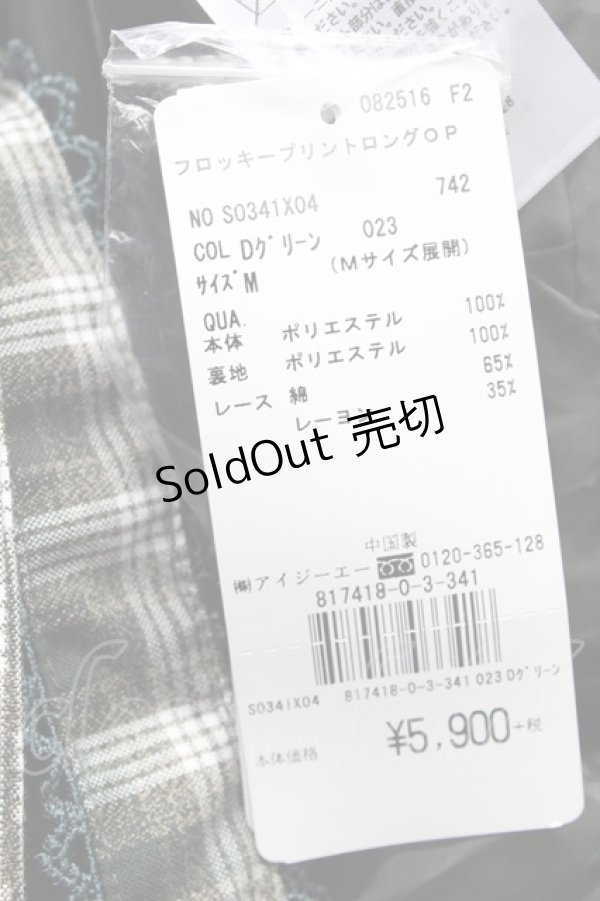 082516 F2
フロッキープリントロングOP
NO S0341X04 742
COL Dグリーン 023
サイズ M (Mサイズ展開)
QUA.
本体 ポリエステル 100%
裏地 ポリエステル 100%
レース 綿 65%
レーヨン 35%
SoldOut 売切
中国製
㈱アイジーエー 0120-365-128
817418-0-3-341
S0341X04 817418-0-3-341 023 Dグリーン
本体価格 ¥5,900+税